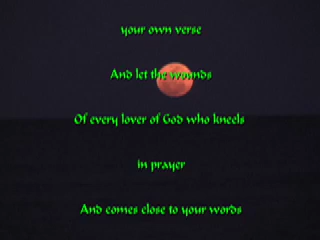 your own verse
And let the wounds
Of every lover of God who kneels
in prayer
And comes close to your words